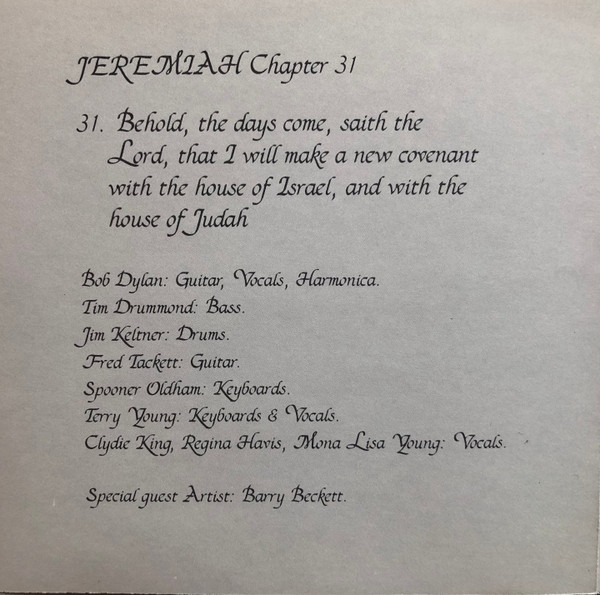 JEREMIAH Chapter 31
31. Behold, the days come, saith the
Lord, that I will make a new covenant
with the house of Israel, and with the
house of Judah
Bob Dylan: Guitar, Vocals, Harmonica.
Tim Drummond: Bass.
Jim Keltner: Drums.
Fred Tackett: Guitar.
Spooner Oldham: Keyboards.
Terry Young: Keyboards & Vocals.
Clydie King, Regina Havis, Mona Lisa Young: Vocals.
Special guest Artist: Barry Beckett.